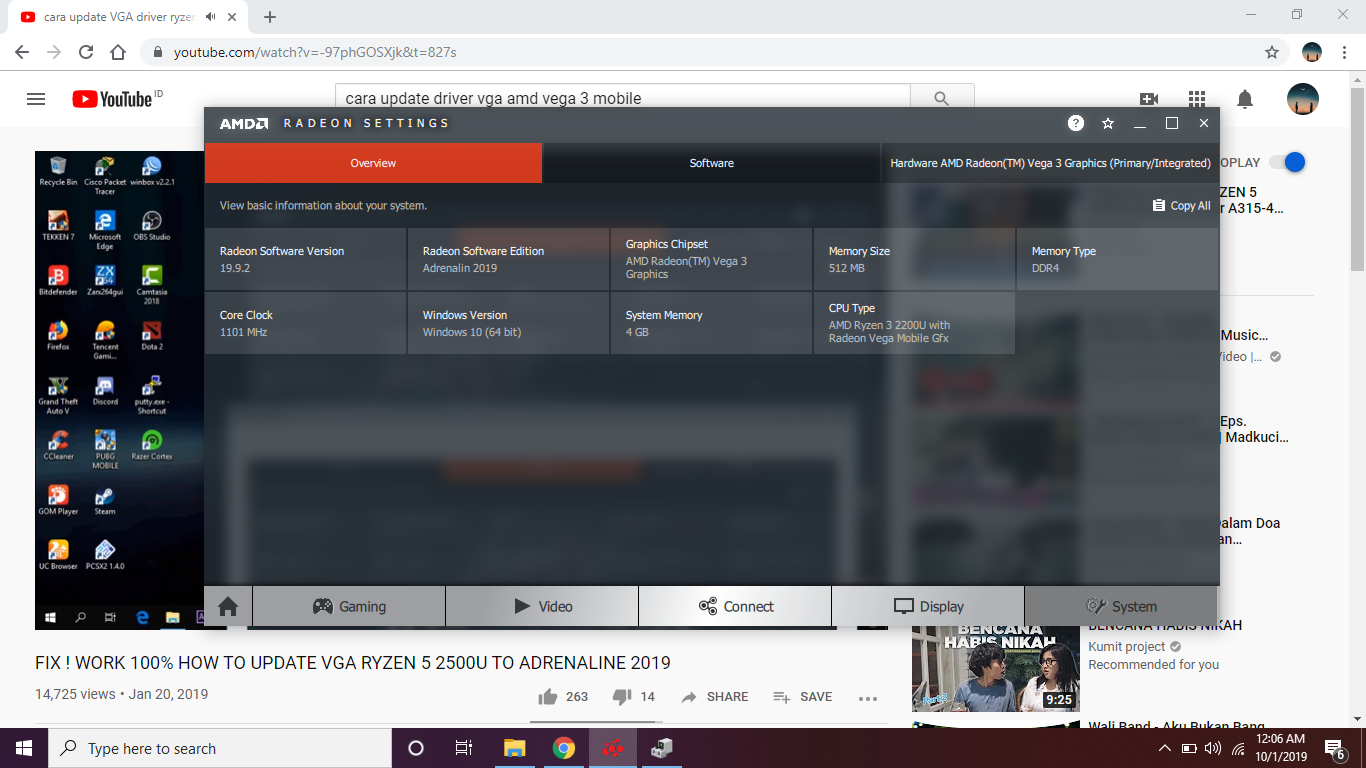 cara update VGA driver ryzen
youtube.com/watch?v=-97phGOSXjk&t=827s
YouTube ID
cara update driver vga amd vega 3 mobile
AMD RADEON SETTINGS
?
Overview
Software
Hardware AMD Radeon(TM) Vega 3 Graphics (Primary/Integrated)
OPLAY
View basic information about your system.
Copy All
Radeon Software Version
19.9.2
Radeon Software Edition
Adrenalin 2019
Graphics Chipset
AMD Radeon(TM) Vega 3
Graphics
Memory Size
512 MB
Memory Type
DDR4
Core Clock
1101 MHz
Windows Version
Windows 10 (64 bit)
System Memory
4 GB
CPU Type
AMD Ryzen 3 2200U with
Radeon Vega Mobile Gfx
Gaming
Video
Connect
Display
System
Recycle Bin
Cisco Packet
Tracer
winbox v2.2.1
TEKKEN 7
Microsoft
Edge
OBS Studio
Bitdefender
Zarx264gui
Camtasia
2018
Firefox
Tencent
Gami...
Dota 2
Grand Theft
Auto V
Discord
putty.exe -
Shortcut
CCleaner
PUBG
MOBILE
Razer Cortex
GOM Player
Steam
UC Browser
PCSX2 1.4.0
ZEN 5
r A315-4...
Music...
Video |...
Eps.
| Madkuci...
Dalam Doa
an...
BENCANA HABIS NIKAH
Kumit project
Recommended for you
BENCANA
HABIS NIKAH
Part2
9:25
Wali Band - Aku Bukan Bang
FIX ! WORK 100% HOW TO UPDATE VGA RYZEN 5 2500U TO ADRENALINE 2019
14,725 views • Jan 20, 2019
263
14
SHARE
SAVE
Type here to search
12:06 AM
10/1/2019
6